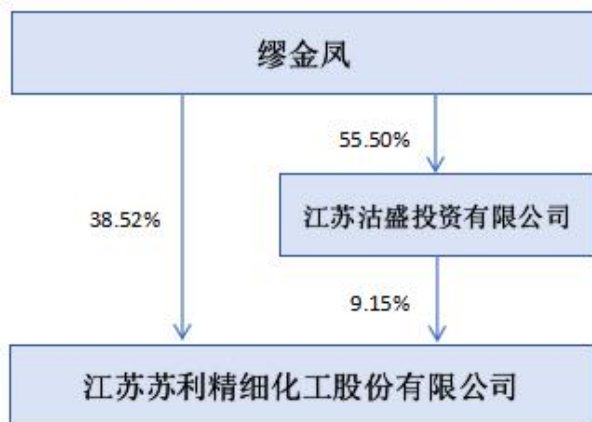 缪金凤
55.50%
江苏沽盛投资有限公司
38.52%
9.15%
江苏苏利精细化工股份有限公司